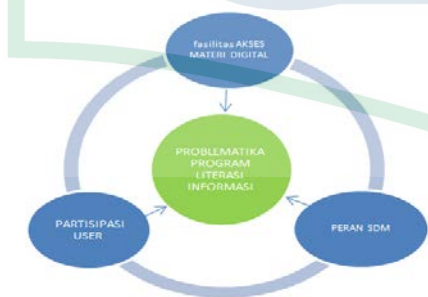 fasilitas AKSES
MATERI DIGITAL
PROBLEMATIKA
PROGRAM
LITERASI
INFORMASI
PARTISIPASI
USER
PERAN SDM